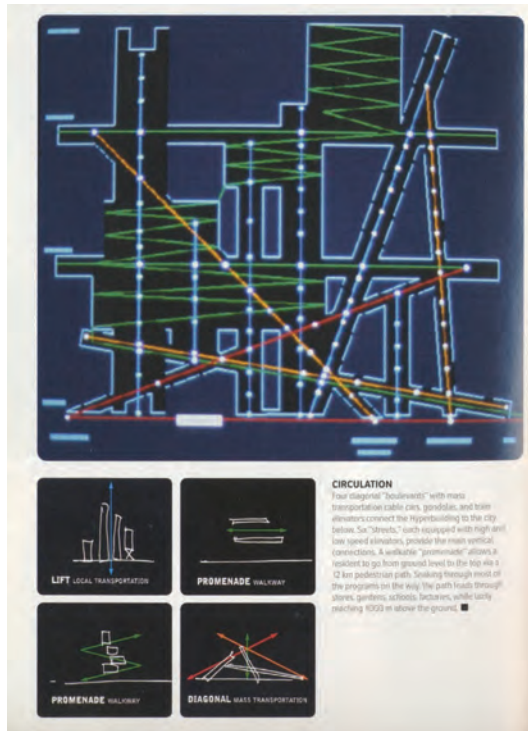 CIRCULATION
Four diagonal "boulevards" with mass
transportation cable cars, gondolas, and train
elevators connect the Hyperbuilding to the city
below. Six "streets," each equipped with high and
low speed elevators, provide the main vertical
connections. A walkable "promenade" allows a
resident to go from ground level to the top via a
12 km pedestrian path. Snaking through most of
the programs on the way, the path leads through
stores, gardens, schools, factories, while
reaching 1000 m above the ground.
LIFT LOCAL TRANSPORTATION
PROMENADE WALKWAY
PROMENADE WALKWAY
DIAGONAL MASS TRANSPORTATION